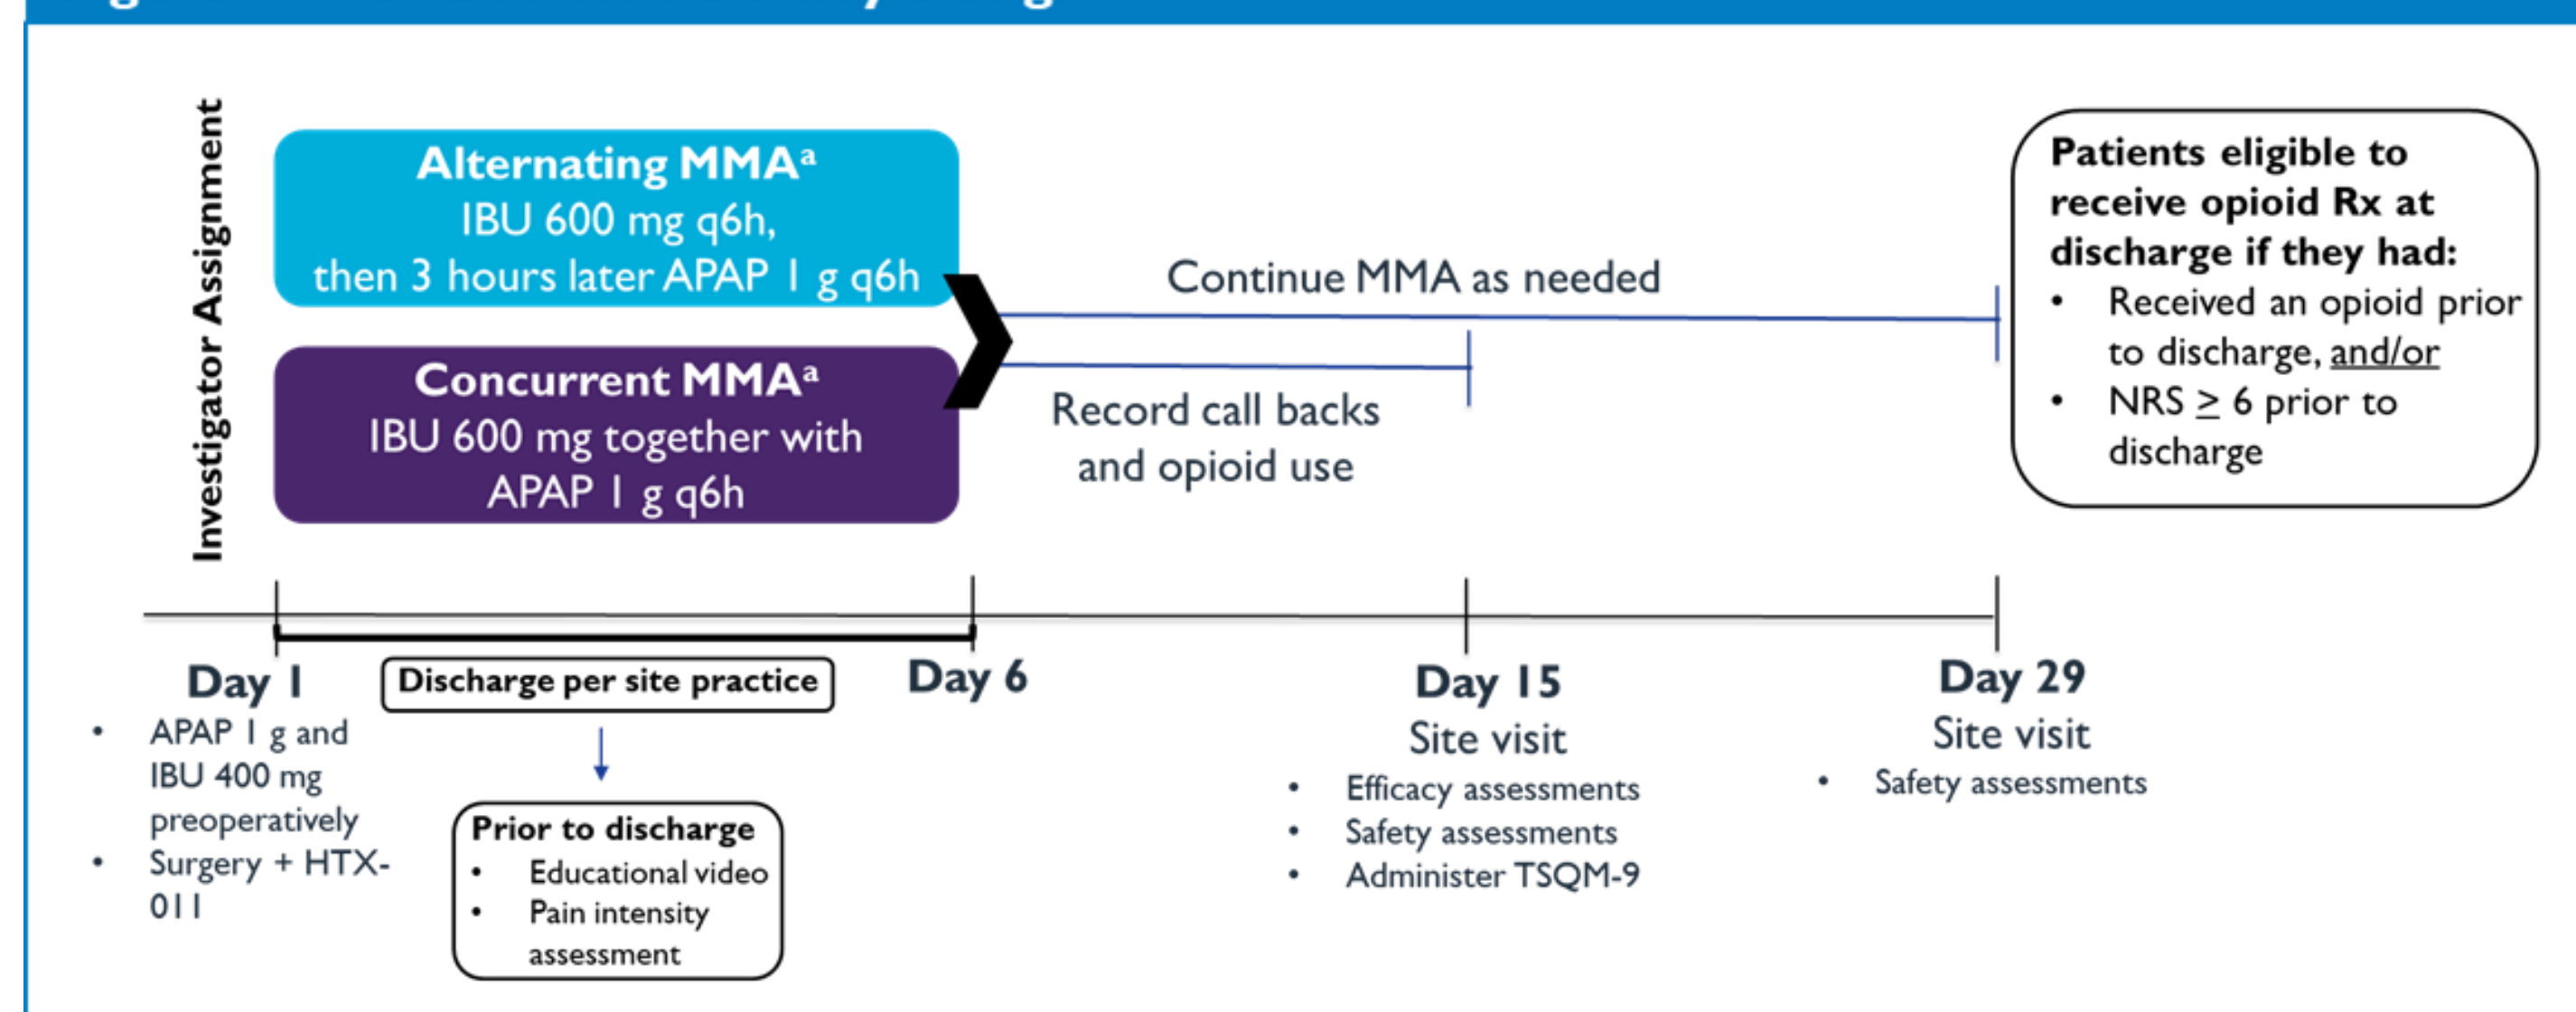 Investigator Assignment
Alternating MMAª
IBU 600 mg q6h,
then 3 hours later APAP 1 g q6h
Concurrent MMAª
IBU 600 mg together with
APAP 1 g q6h
Continue MMA as needed
Record call backs
and opioid use
Patients eligible to
receive opioid Rx at
discharge if they had:
• Received an opioid prior
to discharge, and/or
• NRS ≥ 6 prior to
discharge
Day 1
• APAP 1 g and
IBU 400 mg
preoperatively
• Surgery + HTX-
011
Discharge per site practice
Prior to discharge
• Educational video
• Pain intensity
assessment
Day 6
Day 15
Site visit
• Efficacy assessments
• Safety assessments
• Administer TSQM-9
Day 29
Site visit
• Safety assessments